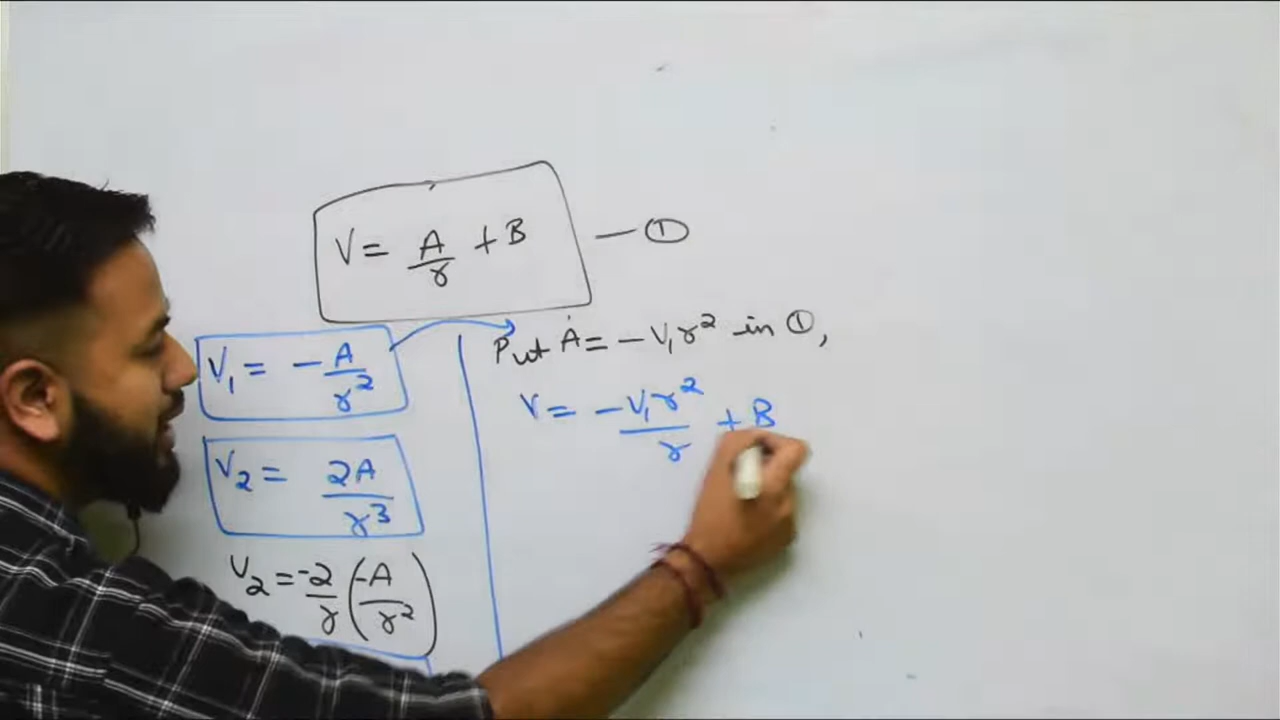 V = A/r + B — ①
V₁ = - A/r²
V₂ = 2A/r³
V₂ = -2/r (-A/r²)
Put A = - V₁r² in ①,
V = - V₁r²/r + B